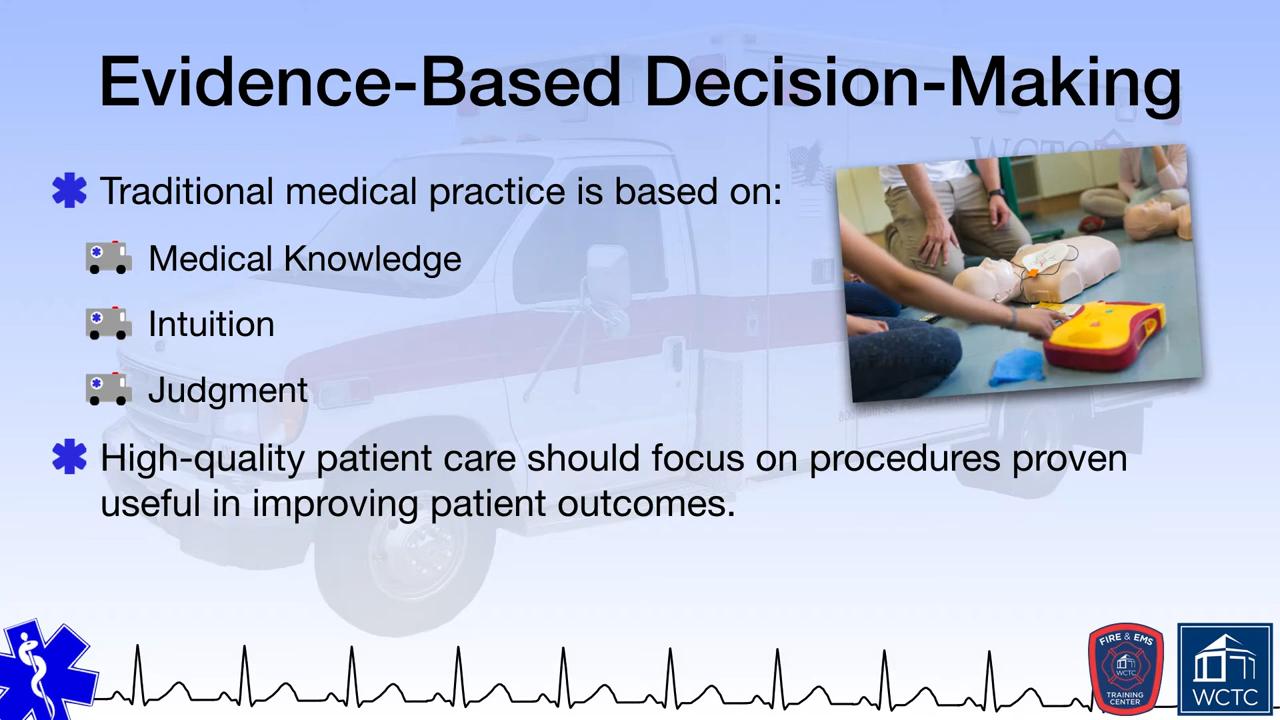 Evidence-Based Decision-Making
Traditional medical practice is based on:
Medical Knowledge
Intuition
Judgment
High-quality patient care should focus on procedures proven
useful in improving patient outcomes.
WCTC
FIRE & EMS
WCTC
TRAINING
CENTER
WCTC